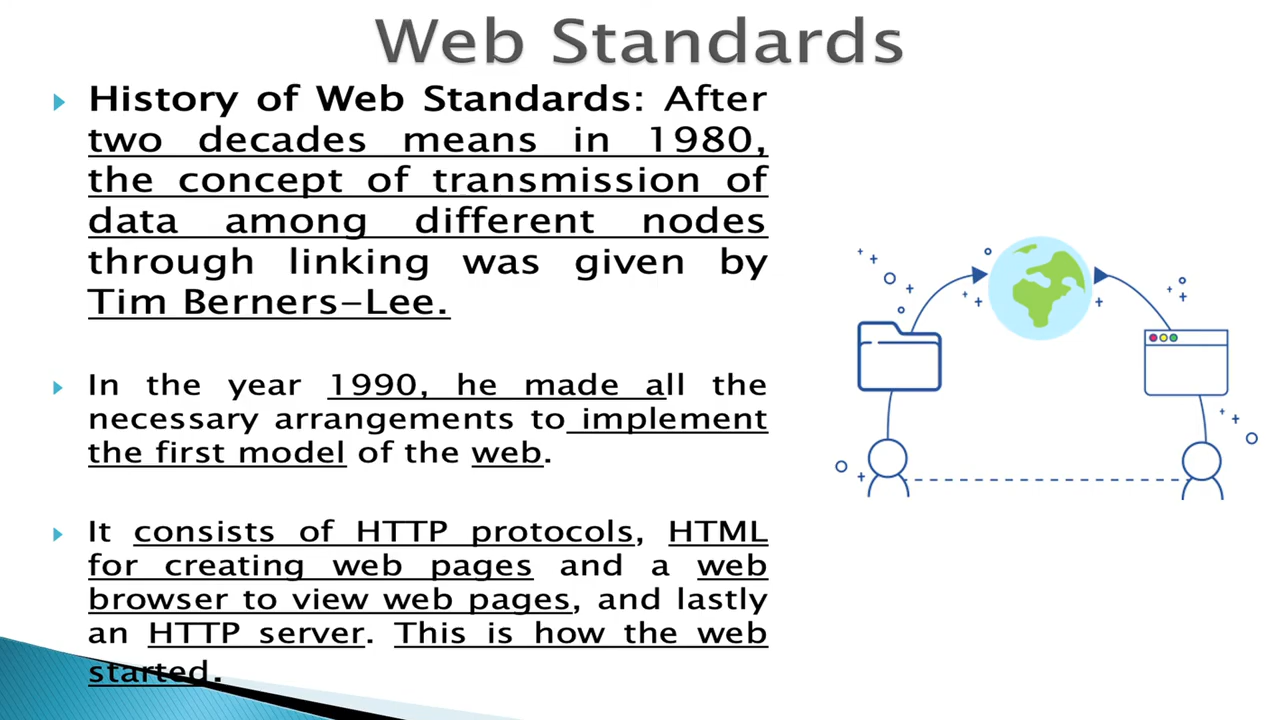 Web Standards
History of Web Standards: After
two decades means in 1980,
the concept of transmission of
data among different nodes
through linking was given by
Tim Berners-Lee.
In the year 1990, he made all the
necessary arrangements to implement
the first model of the web.
It consists of HTTP protocols, HTML
for creating web pages and a web
browser to view web pages, and lastly
an HTTP server. This is how the web
started.